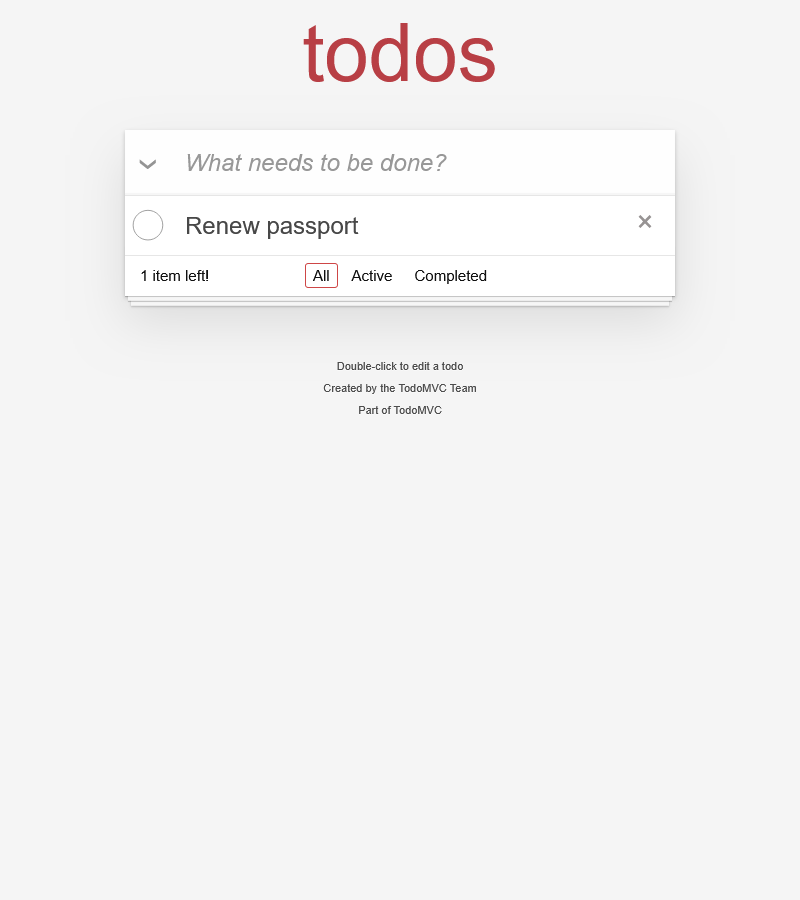 todos
What needs to be done?
Renew passport
1 item left!
All
Active
Completed
Double-click to edit a todo
Created by the TodoMVC Team
Part of TodoMVC